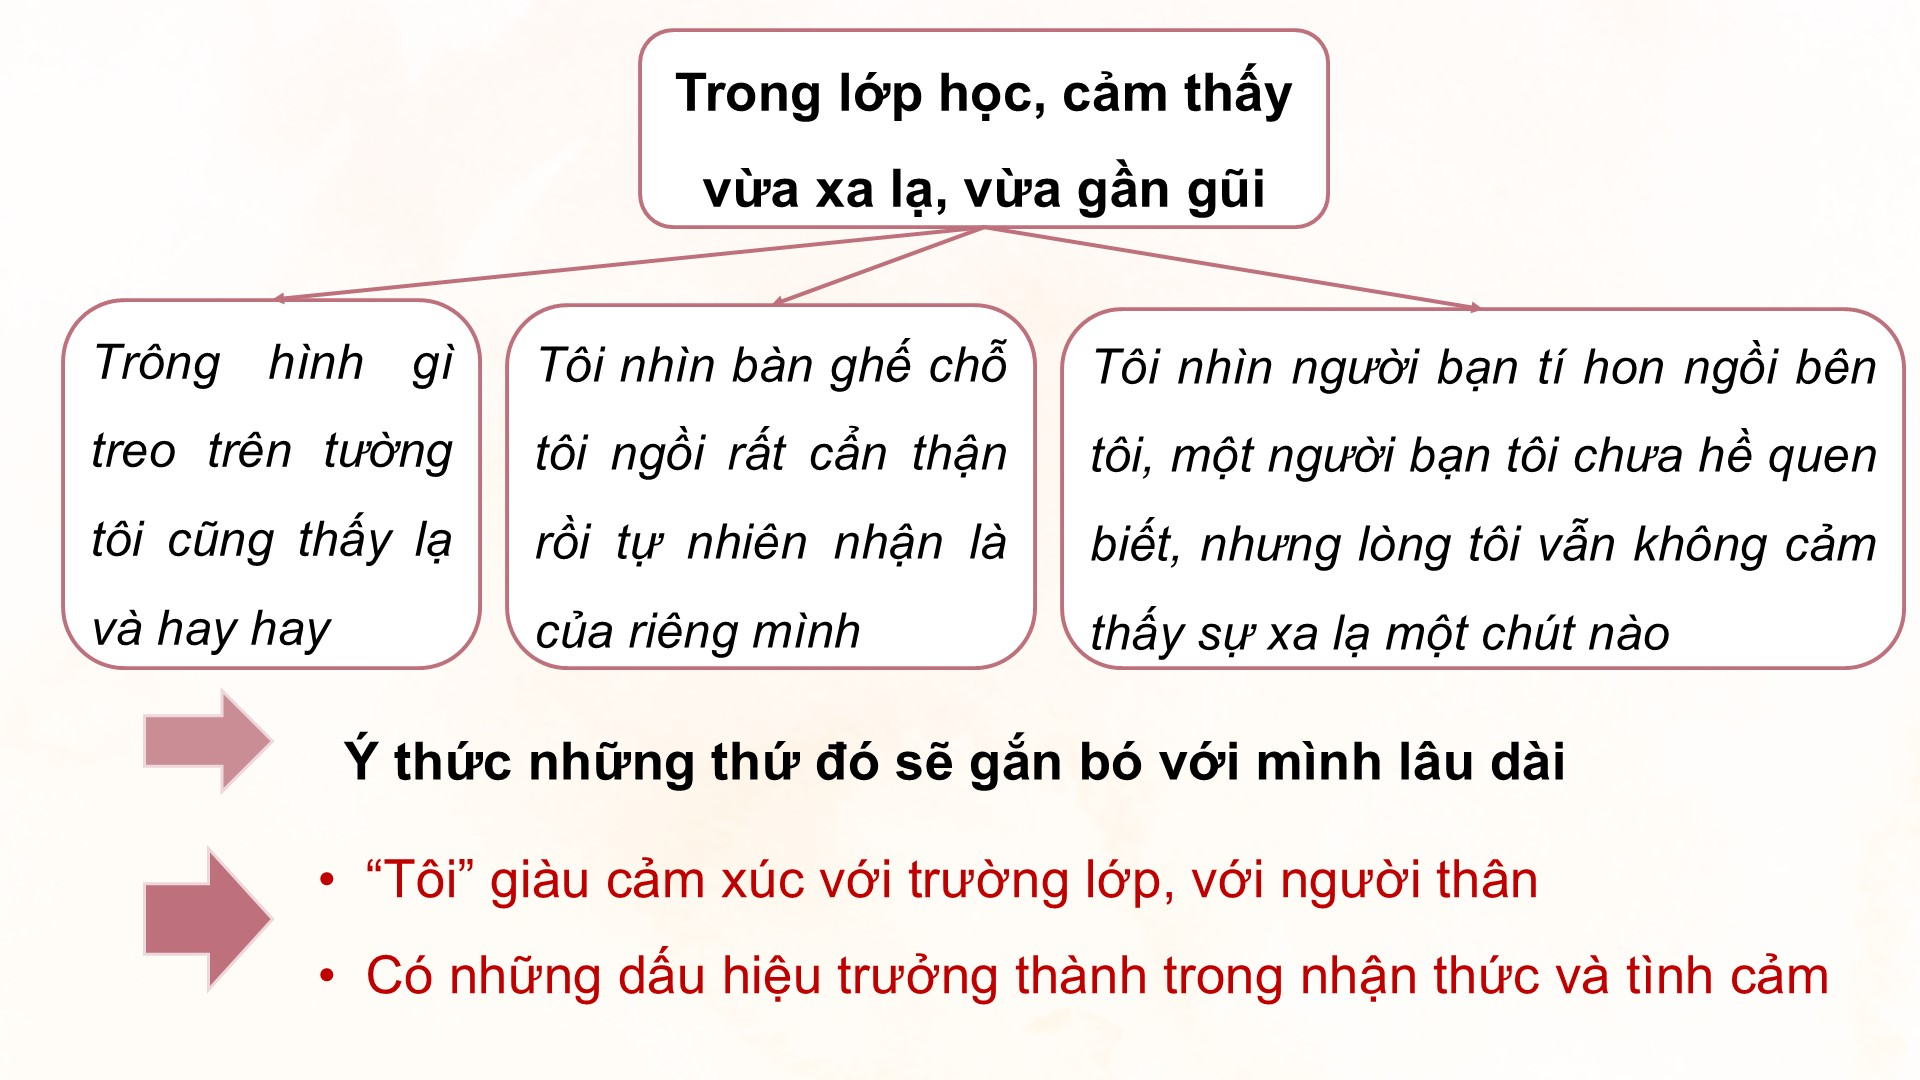 Trong lớp học, cảm thấy
vừa xa lạ, vừa gần gũi
Trông hình gì
treo trên tường
tôi cũng thấy lạ
và hay hay
Tôi nhìn bàn ghế chỗ
tôi ngồi rất cẩn thận
rồi tự nhiên nhận là
của riêng mình
Tôi nhìn người bạn tí hon ngồi bên
tôi, một người bạn tôi chưa hề quen
biết, nhưng lòng tôi vẫn không cảm
thấy sự xa lạ một chút nào
Ý thức những thứ đó sẽ gắn bó với mình lâu dài
• “Tôi” giàu cảm xúc với trường lớp, với người thân
• Có những dấu hiệu trưởng thành trong nhận thức và tình cảm